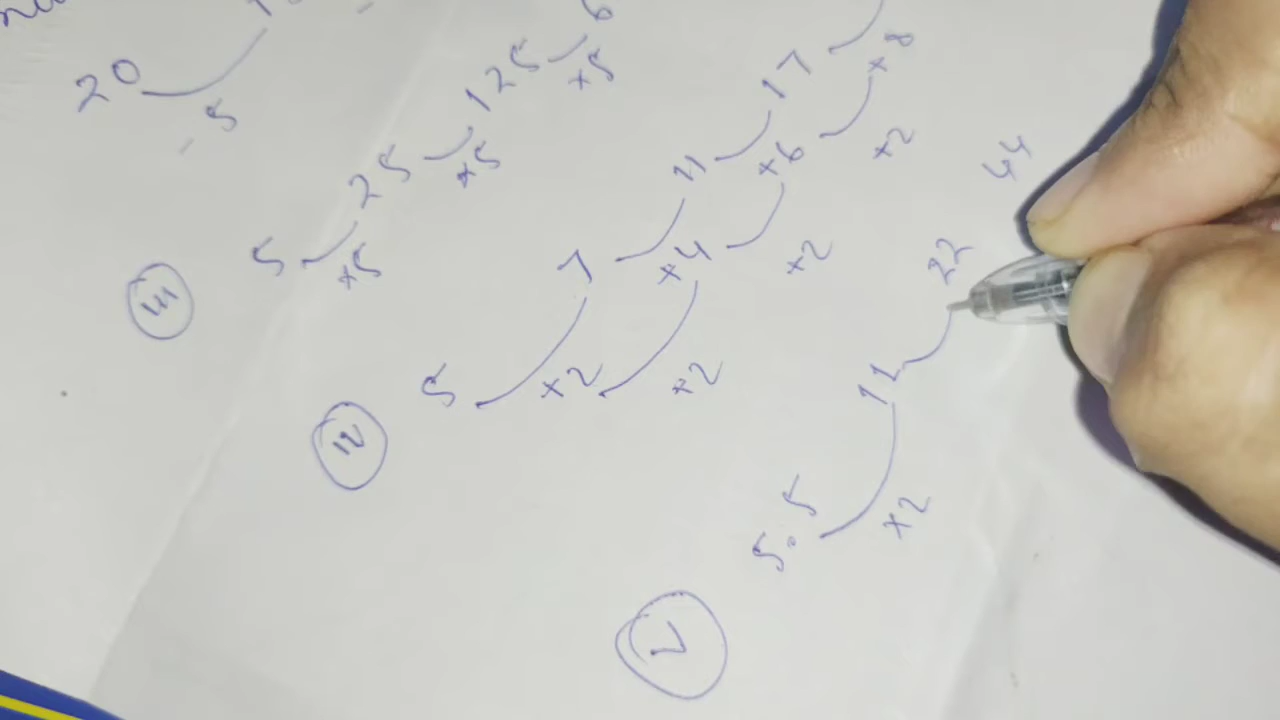 20
- 5
III 5 25 125 6
×5 ×5 ×5
IV 5 7 11 17
+2 +4 +6 +8
+2 +2 +2
V 5.5 11 22 44
×2